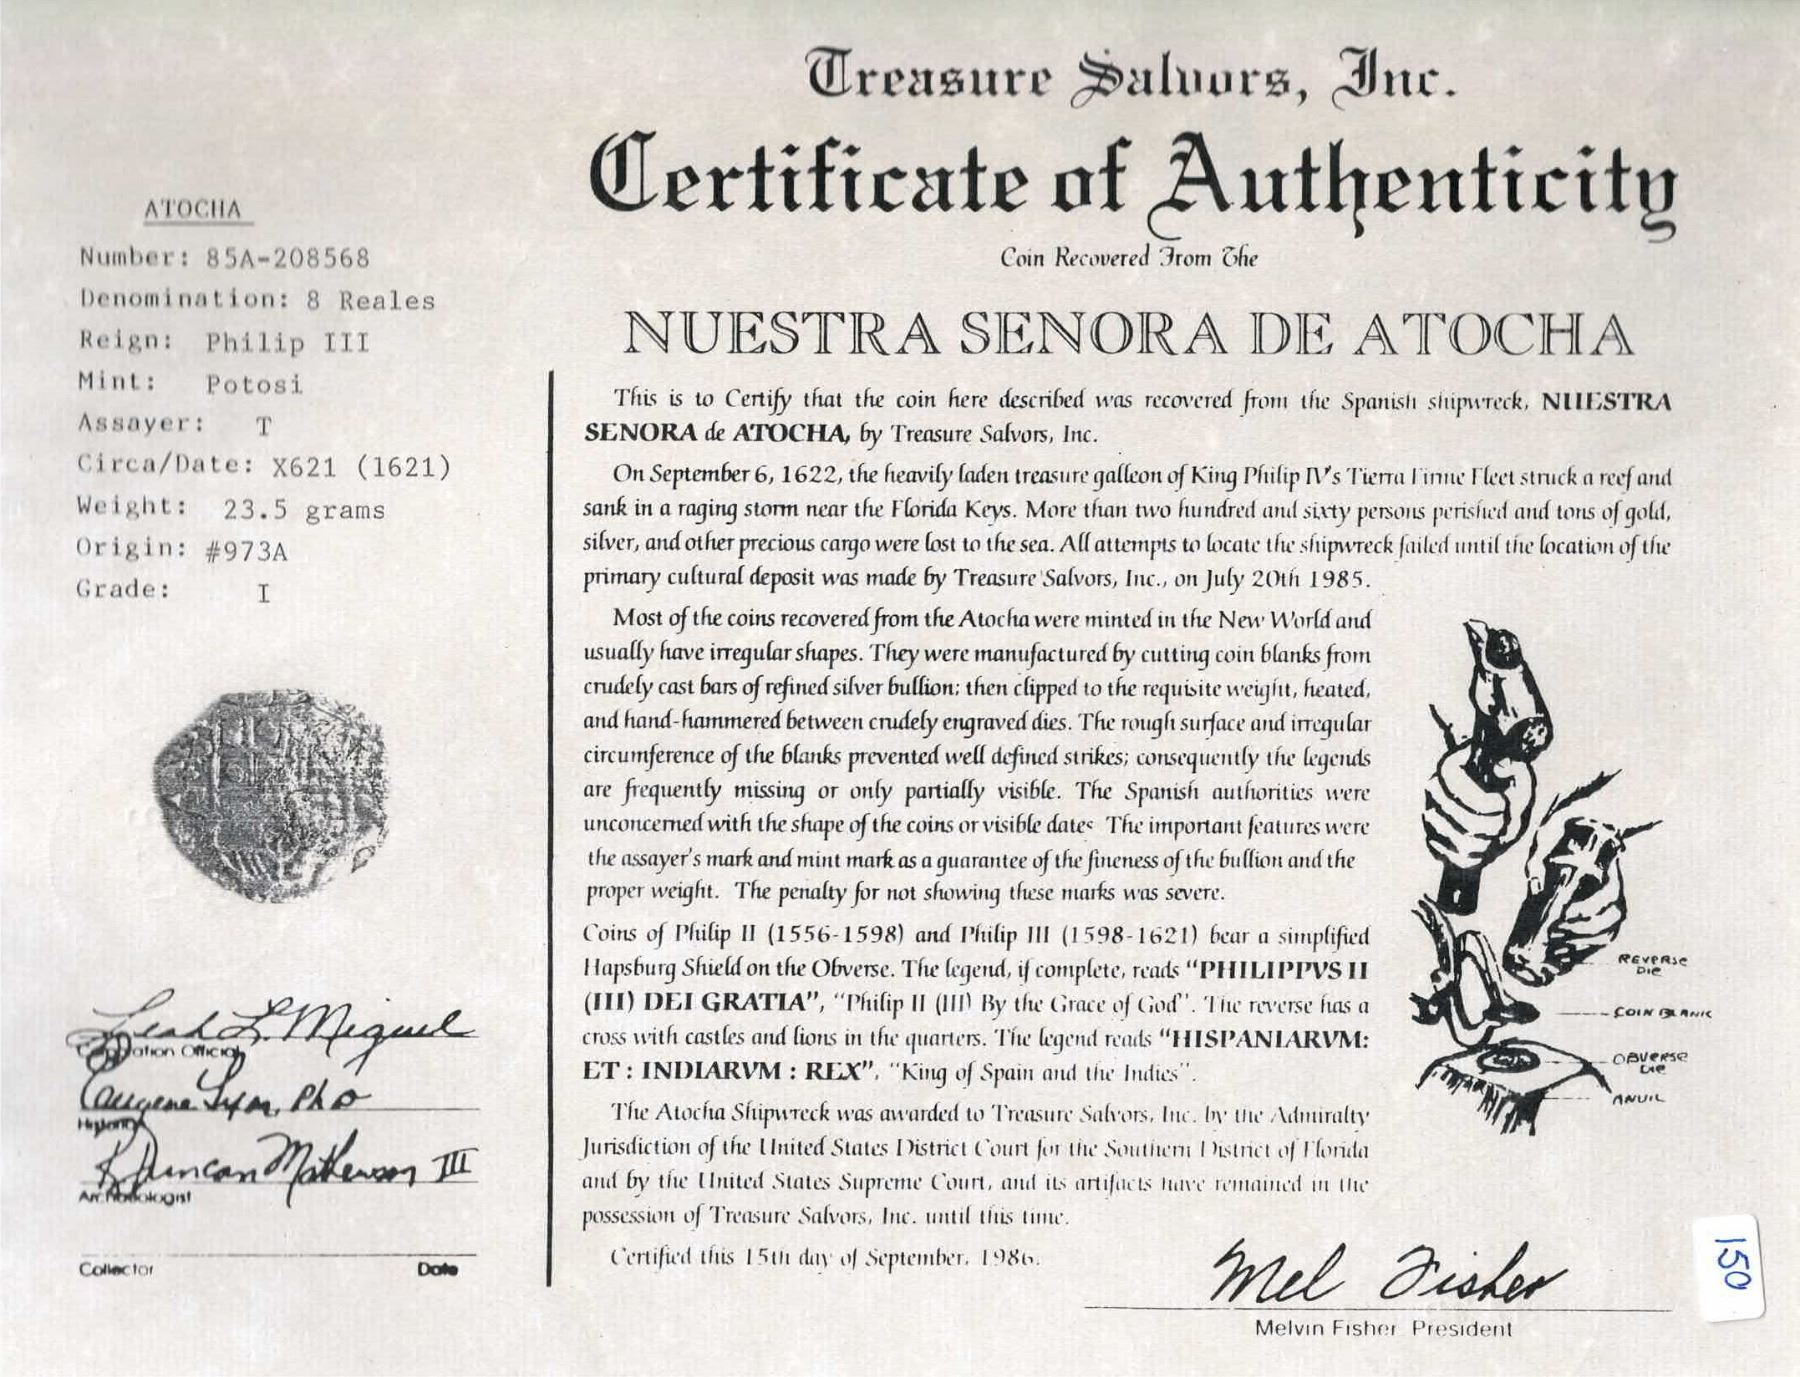 Treasure Salvors, Inc.
Certificate of Authenticity
Coin Recovered From The
NUESTRA SENORA DE ATOCHA
ATOCHA
Number: 85A-208568
Denomination: 8 Reales
Reign: Philip III
Mint: Potosi
Assayer: T
Circa/Date: X621 (1621)
Weight: 23.5 grams
Origin: #973A
Grade: I
Leah L. Miguel
Official
Eugene Lyon, PhD
Historian
R Duncan Mathewson III
Archaeologist
Collector Date
This is to Certify that the coin here described was recovered from the Spanish shipwreck, NUESTRA
SENORA de ATOCHA, by Treasure Salvors, Inc.
On September 6, 1622, the heavily laden treasure galleon of King Philip IV's Tierra Firme Fleet struck a reef and
sank in a raging storm near the Florida Keys. More than two hundred and sixty persons perished and tons of gold,
silver, and other precious cargo were lost to the sea. All attempts to locate the shipwreck failed until the location of the
primary cultural deposit was made by Treasure Salvors, Inc., on July 20th 1985.
Most of the coins recovered from the Atocha were minted in the New World and
usually have irregular shapes. They were manufactured by cutting coin blanks from
crudely cast bars of refined silver bullion; then clipped to the requisite weight, heated,
and hand-hammered between crudely engraved dies. The rough surface and irregular
circumference of the blanks prevented well defined strikes; consequently the legends
are frequently missing or only partially visible. The Spanish authorities were
unconcerned with the shape of the coins or visible dates The important features were
the assayer's mark and mint mark as a guarantee of the fineness of the bullion and the
proper weight. The penalty for not showing these marks was severe.
Coins of Philip II (1556-1598) and Philip III (1598-1621) bear a simplified
Hapsburg Shield on the Obverse. The legend, if complete, reads "PHILIPPVS II
(III) DEI GRATIA", "Philip II (III) By the Grace of God". The reverse has a
cross with castles and lions in the quarters. The legend reads "HISPANIARVM:
ET : INDIARVM : REX", "King of Spain and the Indies".
The Atocha Shipwreck was awarded to Treasure Salvors, Inc. by the Admiralty
Jurisdiction of the United States District Court for the Southern District of Florida
and by the United States Supreme Court, and its artifacts have remained in the
possession of Treasure Salvors, Inc. until this time.
Certified this 15th day of September, 1986.
REVERSE
DIE
COIN BLANK
OBVERSE
DIE
ANVIL
Mel Fisher
Melvin Fisher President
150